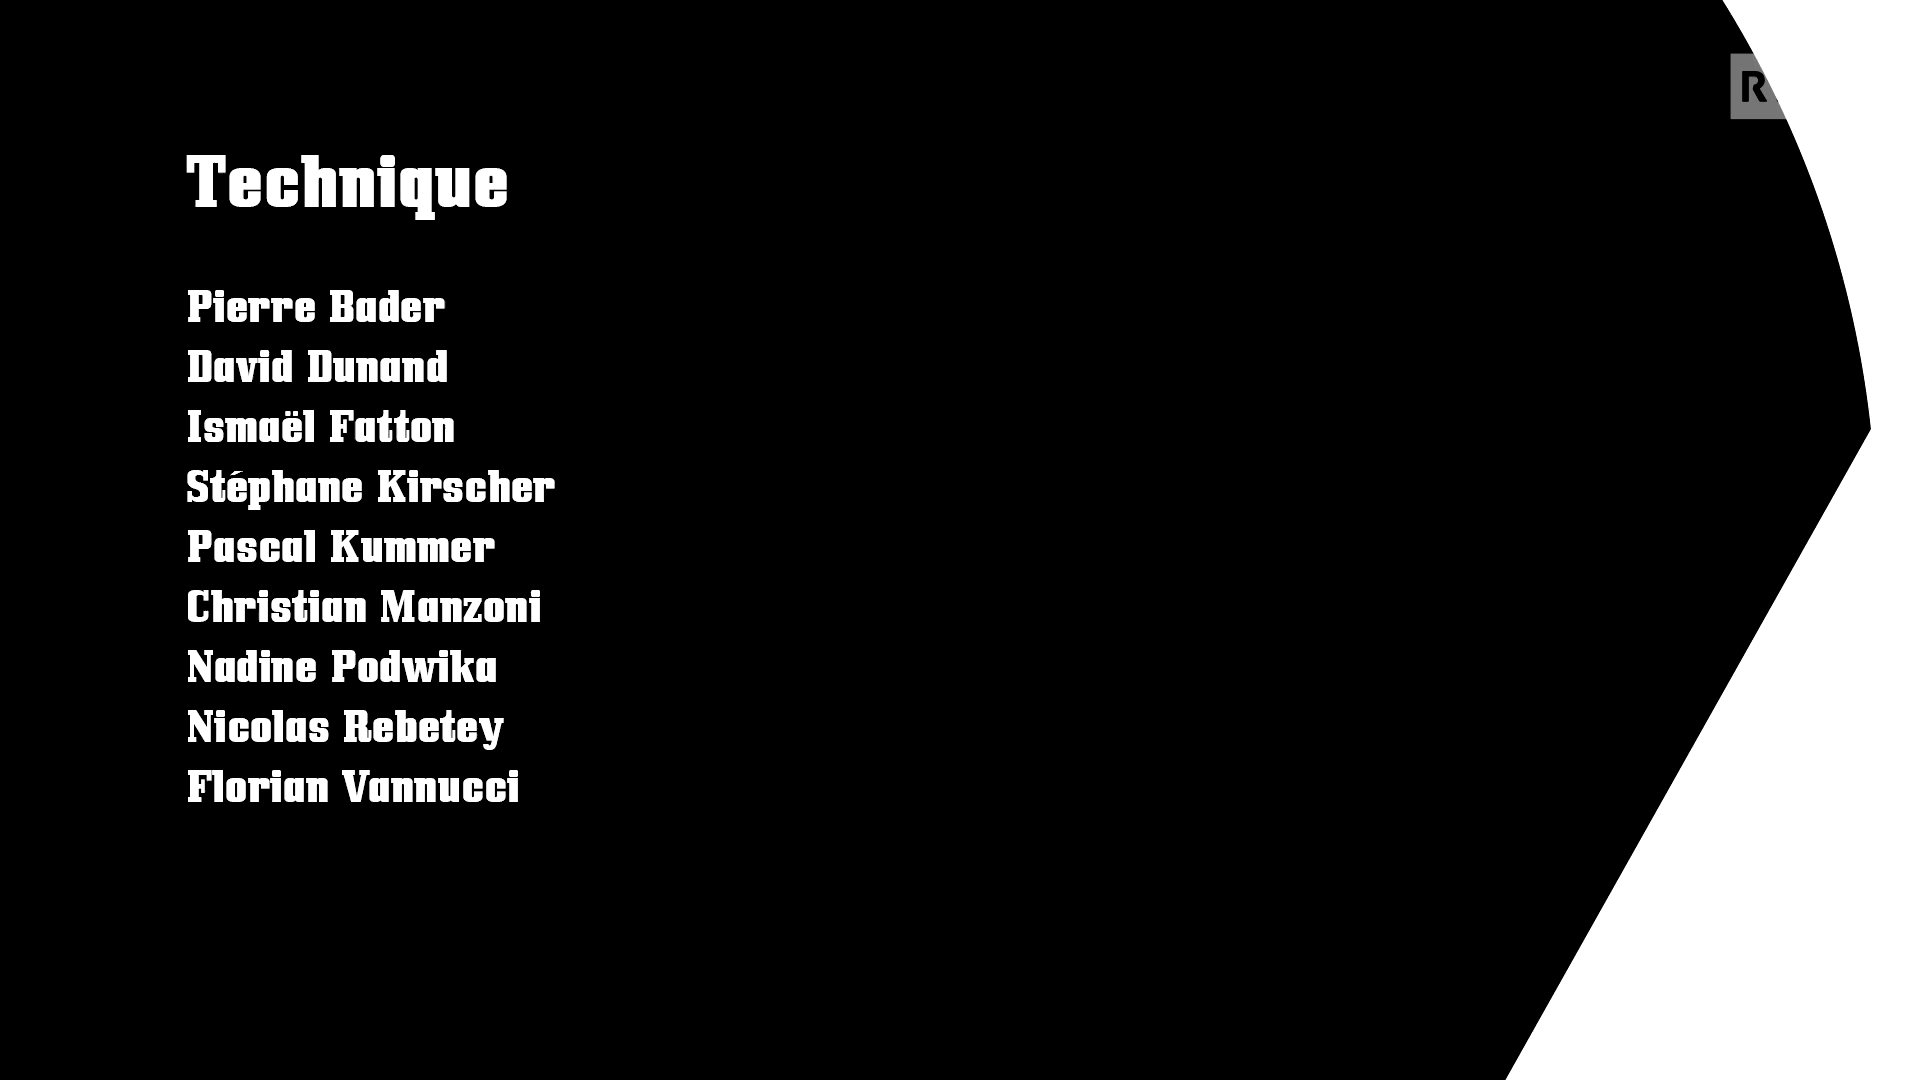 R
Technique
Pierre Bader
David Dunand
Ismaël Fatton
Stéphane Kirscher
Pascal Kummer
Christian Manzoni
Nadine Podwika
Nicolas Rebetey
Florian Vannucci